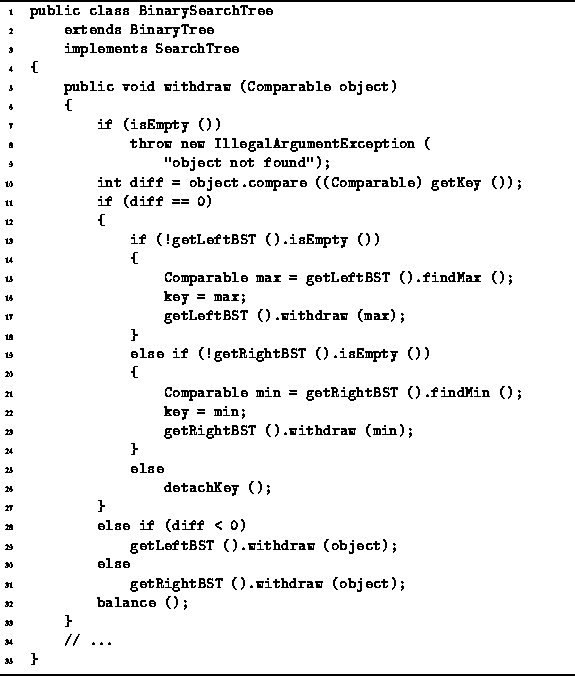 1 public class BinarySearchTree
2 extends BinaryTree
3 implements SearchTree
4 {
5 public void withdraw (Comparable object)
6 {
7 if (isEmpty ())
8 throw new IllegalArgumentException (
9 "object not found");
10 int diff = object.compare ((Comparable) getKey ());
11 if (diff == 0)
12 {
13 if (!getLeftBST ().isEmpty ())
14 {
15 Comparable max = getLeftBST ().findMax ();
16 key = max;
17 getLeftBST ().withdraw (max);
18 }
19 else if (!getRightBST ().isEmpty ())
20 {
21 Comparable min = getRightBST ().findMin ();
22 key = min;
23 getRightBST ().withdraw (min);
24 }
25 else
26 detachKey ();
27 }
28 else if (diff < 0)
29 getLeftBST ().withdraw (object);
30 else
31 getRightBST ().withdraw (object);
32 balance ();
33 }
34 // ...
35 }